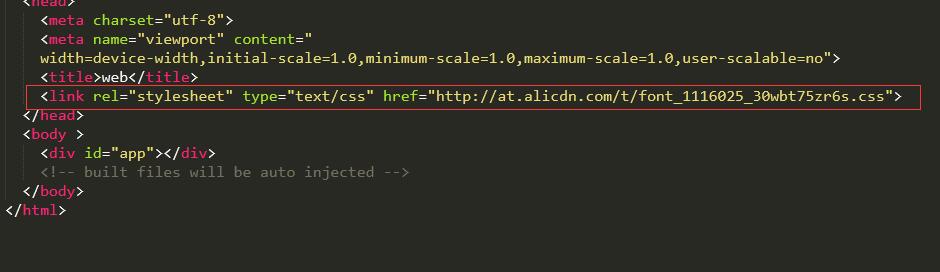 <head>
<meta charset="utf-8">
<meta name="viewport" content="
width=device-width,initial-scale=1.0,minimum-scale=1.0,maximum-scale=1.0,user-scalable=no">
<title>web</title>
<link rel="stylesheet" type="text/css" href="http://at.alicdn.com/t/font_1116025_30wbt75zr6s.css">
</head>
<body >
<div id="app"></div>
<!-- built files will be auto injected -->
</body>
</html>